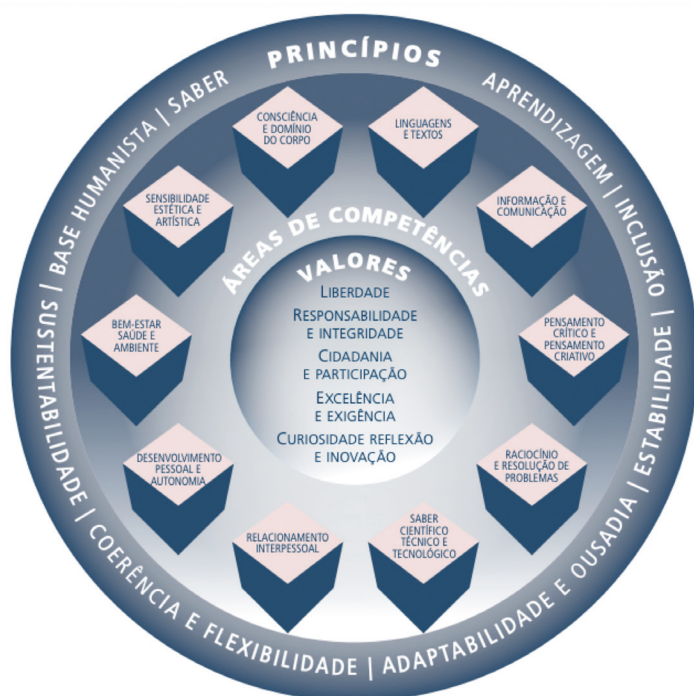 PRINCÍPIOS
BASE HUMANISTA | SABER
APRENDIZAGEM | INCLUSÃO | ESTABILIDADE |
ADAPTABILIDADE E OUSADIA |
COERÊNCIA E FLEXIBILIDADE |
SUSTENTABILIDADE |
ÁREAS DE COMPETÊNCIAS
LINGUAGENS
E TEXTOS
INFORMAÇÃO E
COMUNICAÇÃO
PENSAMENTO
CRÍTICO E
PENSAMENTO
CRIATIVO
RACIOCÍNIO
E RESOLUÇÃO DE
PROBLEMAS
SABER
CIENTÍFICO
TÉCNICO E
TECNOLÓGICO
RELACIONAMENTO
INTERPESSOAL
DESENVOLVIMENTO
PESSOAL E
AUTONOMIA
BEM-ESTAR
SAÚDE E
AMBIENTE
SENSIBILIDADE
ESTÉTICA E
ARTÍSTICA
CONSCIÊNCIA
E DOMÍNIO
DO CORPO
VALORES
LIBERDADE
RESPONSABILIDADE
E INTEGRIDADE
CIDADANIA
E PARTICIPAÇÃO
EXCELÊNCIA
E EXIGÊNCIA
CURIOSIDADE REFLEXÃO
E INOVAÇÃO